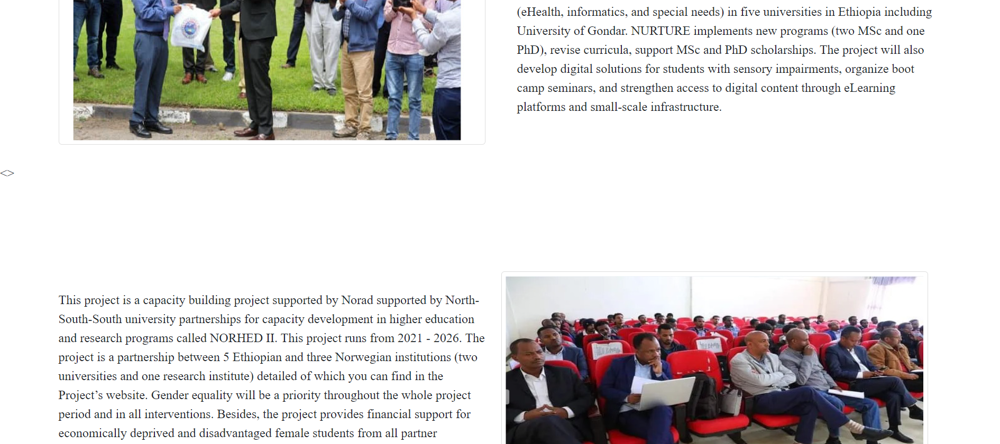 (eHealth, informatics, and special needs) in five universities in Ethiopia including
University of Gondar. NURTURE implements new programs (two MSc and one
PhD), revise curricula, support MSc and PhD scholarships. The project will also
develop digital solutions for students with sensory impairments, organize boot
camp seminars, and strengthen access to digital content through eLearning
platforms and small-scale infrastructure.
<>
This project is a capacity building project supported by Norad supported by North-
South-South university partnerships for capacity development in higher education
and research programs called NORHED II. This project runs from 2021 - 2026. The
project is a partnership between 5 Ethiopian and three Norwegian institutions (two
universities and one research institute) detailed of which you can find in the
Project’s website. Gender equality will be a priority throughout the whole project
period and in all interventions. Besides, the project provides financial support for
economically deprived and disadvantaged female students from all partner